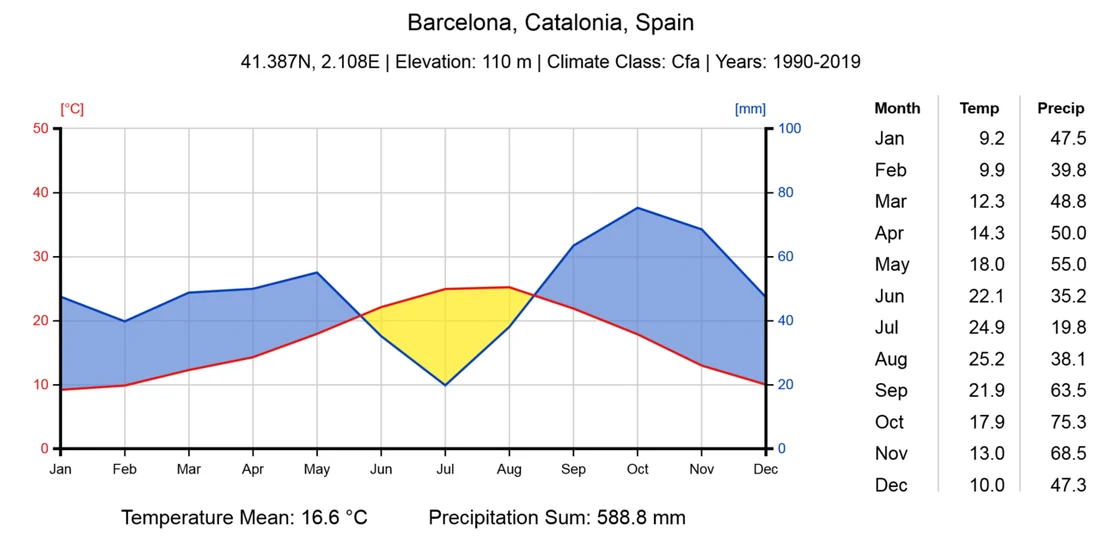 Barcelona, Catalonia, Spain
41.387N, 2.108E | Elevation: 110 m | Climate Class: Cfa | Years: 1990-2019
[°C]
[mm]
50
40
30
20
10
0
100
80
60
40
20
0
Jan Feb Mar Apr May Jun Jul Aug Sep Oct Nov Dec
Temperature Mean: 16.6 °C Precipitation Sum: 588.8 mm
Month Temp Precip
Jan 9.2 47.5
Feb 9.9 39.8
Mar 12.3 48.8
Apr 14.3 50.0
May 18.0 55.0
Jun 22.1 35.2
Jul 24.9 19.8
Aug 25.2 38.1
Sep 21.9 63.5
Oct 17.9 75.3
Nov 13.0 68.5
Dec 10.0 47.3